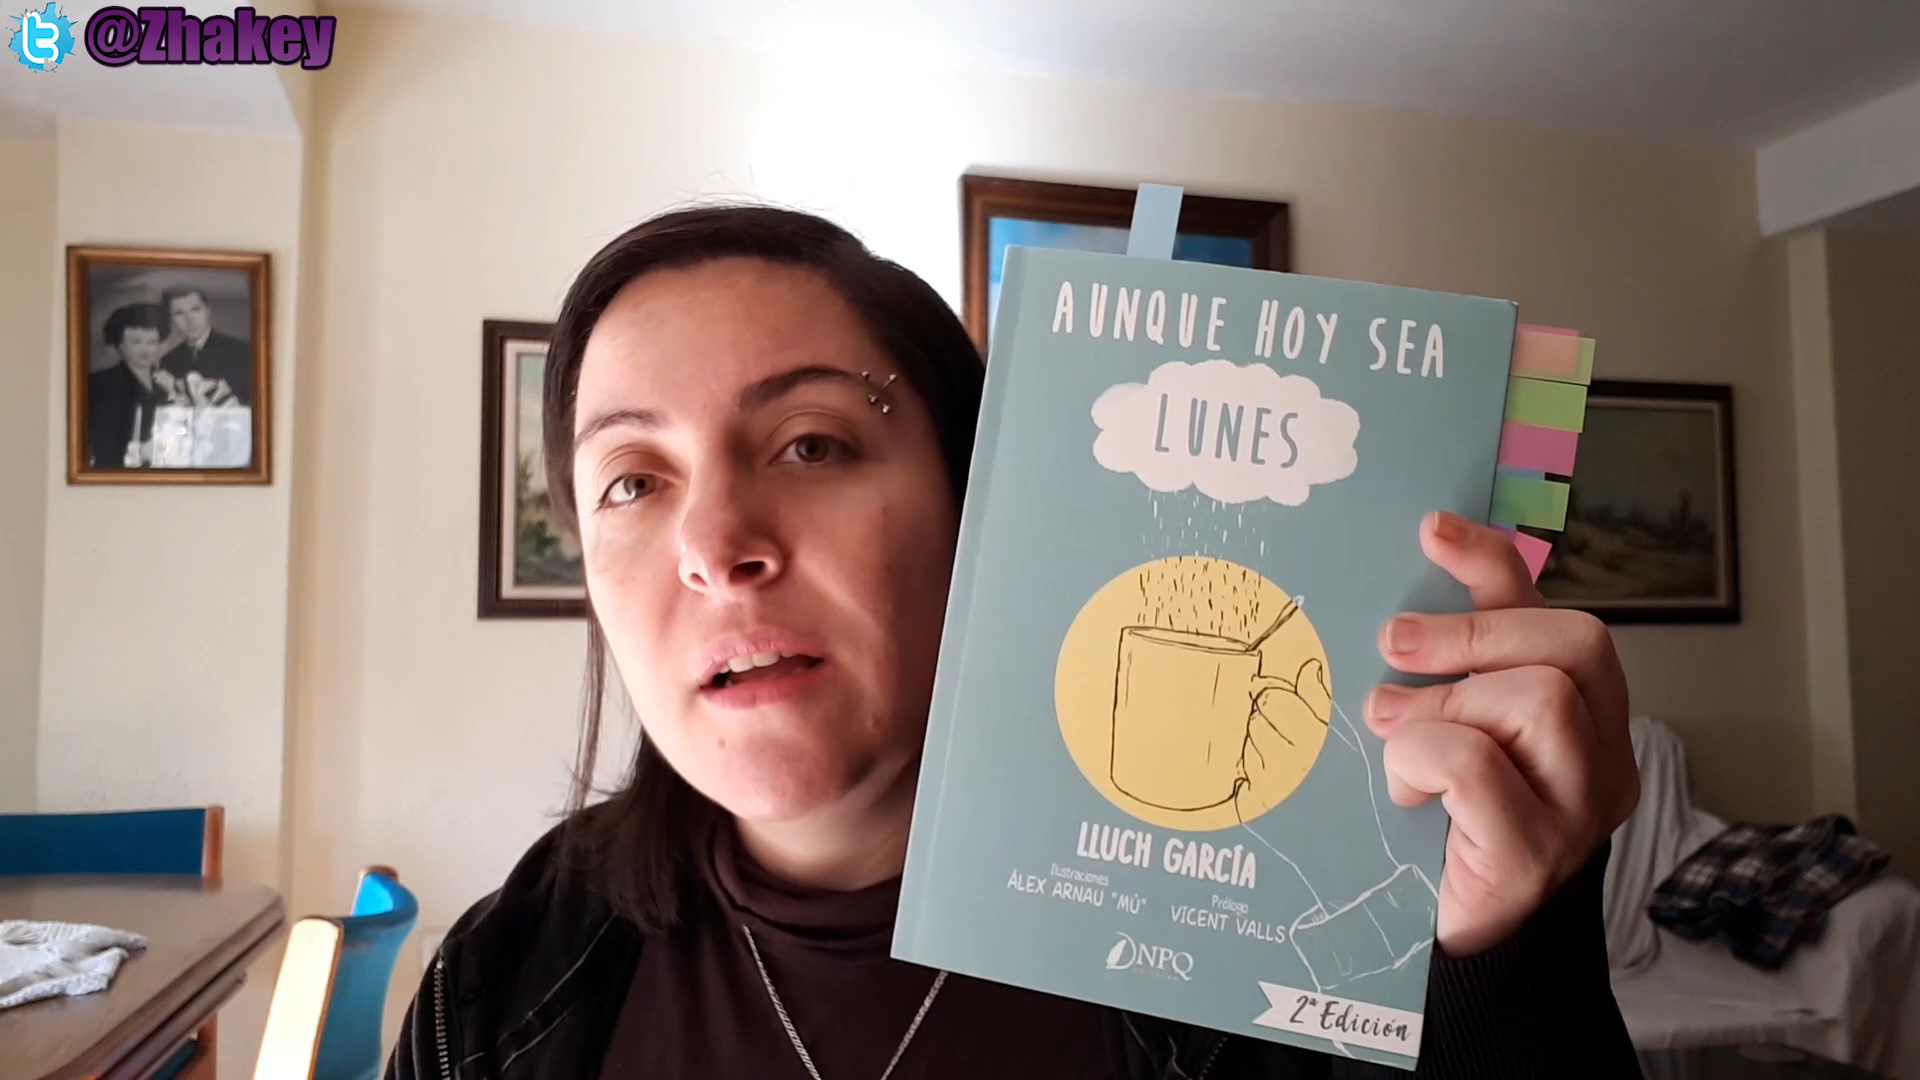 @Zhakey
AUNQUE HOY SEA
LUNES
LLUCH GARCÍA
Ilustraciones
ÁLEX ARNAU "MÚ"
Prólogo
VICENT VALLS
NPQ
2ª Edición